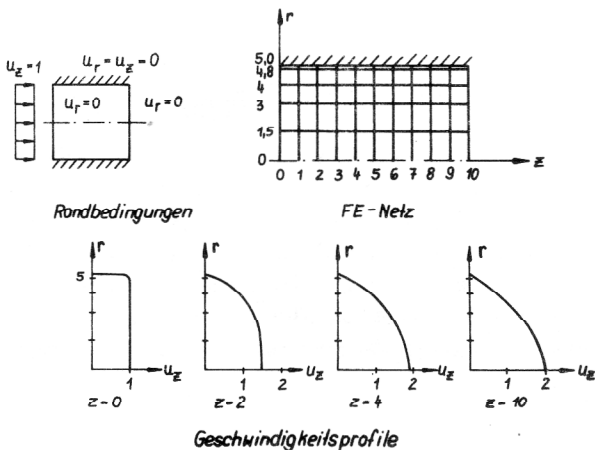 u_z=1
u_r=u_z=0
u_r=0
u_r=0
Randbedingungen
r
5,0
4,8
4
3
1,5
0
0 1 2 3 4 5 6 7 8 9 10
z
FE-Netz
r
5
1
u_z
z-0
r
1 2
u_z
z-2
r
1 2
u_z
z-4
r
1 2
u_z
z-10
Geschwindigkeitsprofile